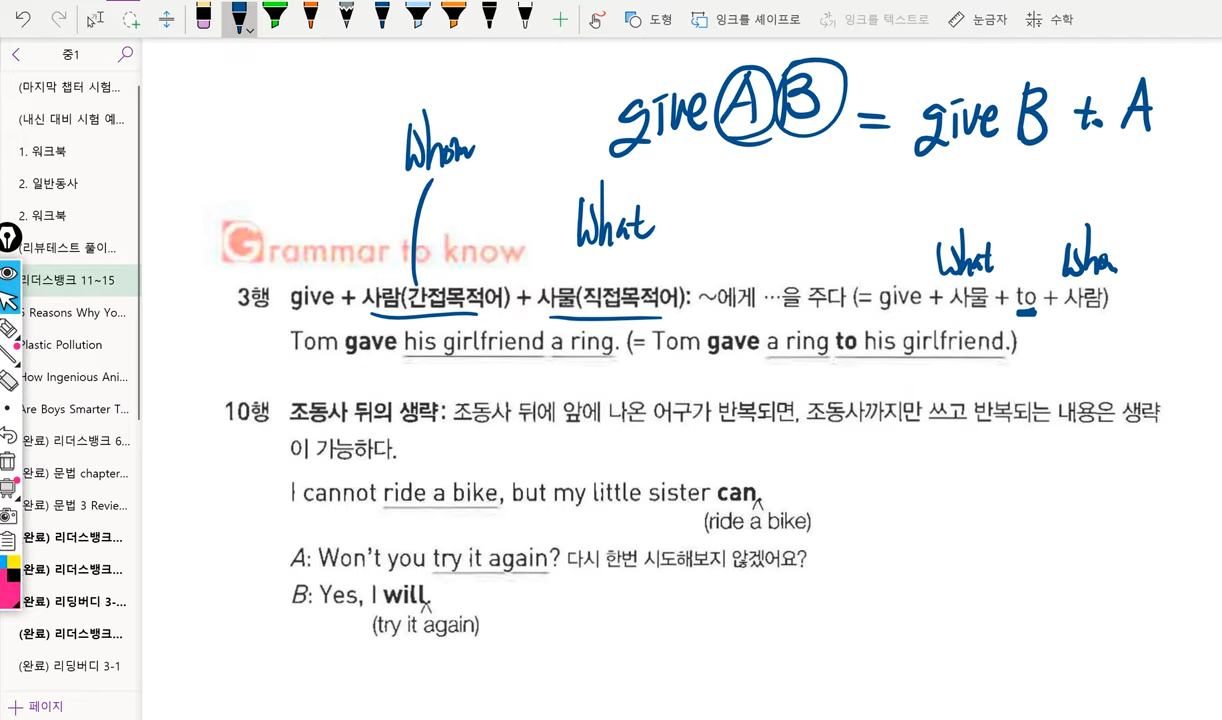 도형
잉크를 셰이프로
잉크를 텍스트로
눈금자
수학
중1
(마지막 챕터 시험...
(내신 대비 시험 예...
1. 워크북
2. 일반동사
2. 워크북
(리뷰테스트 풀이...
리더스뱅크 11~15
Reasons Why Yo...
Plastic Pollution
How Ingenious Ani...
Are Boys Smarter T...
완료) 리더스뱅크 6...
완료) 문법 chapter...
완료) 문법 3 Revie...
완료) 리더스뱅크...
완료) 리더스뱅크...
완료) 리딩버디 3-...
(완료) 리더스뱅크...
(완료) 리딩버디 3-1
페이지
give A B = give B to A
Whom
What
What
Whom
Grammar to know
3행 give + 사람(간접목적어) + 사물(직접목적어): ~에게 …을 주다 (= give + 사물 + to + 사람)
Tom gave his girlfriend a ring. (= Tom gave a ring to his girlfriend.)
10행 조동사 뒤의 생략: 조동사 뒤에 앞에 나온 어구가 반복되면, 조동사까지만 쓰고 반복되는 내용은 생략
이 가능하다.
I cannot ride a bike, but my little sister can.
(ride a bike)
A: Won't you try it again? 다시 한번 시도해보지 않겠어요?
B: Yes, I will.
(try it again)